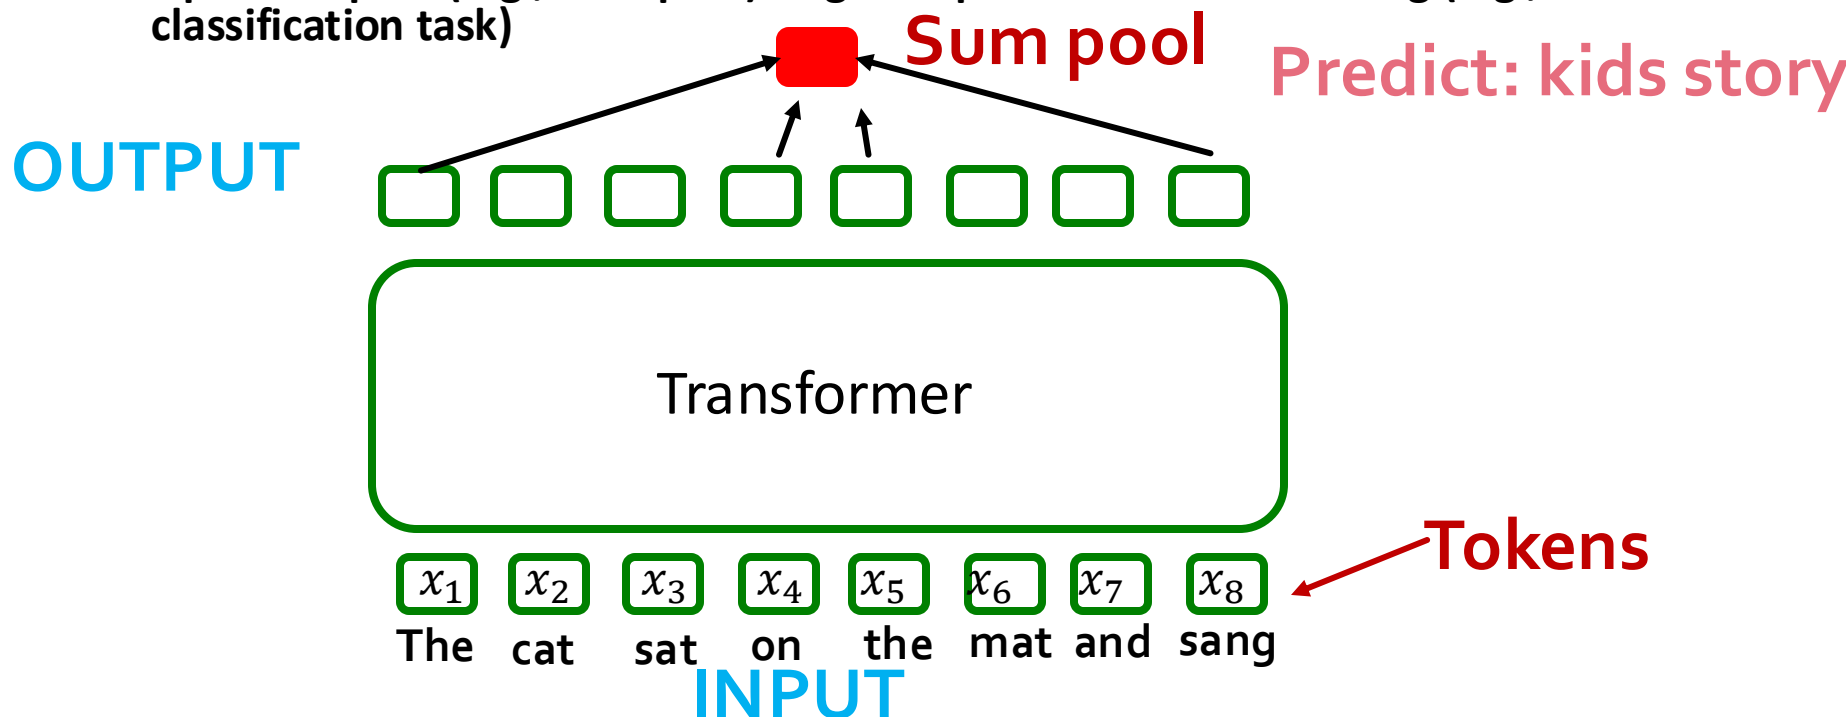 classification task)
Sum pool
Predict: kids story
OUTPUT
Transformer
Tokens
x₁ x₂ x₃ x₄ x₅ x₆ x₇ x₈
The cat sat on the mat and sang
INPUT